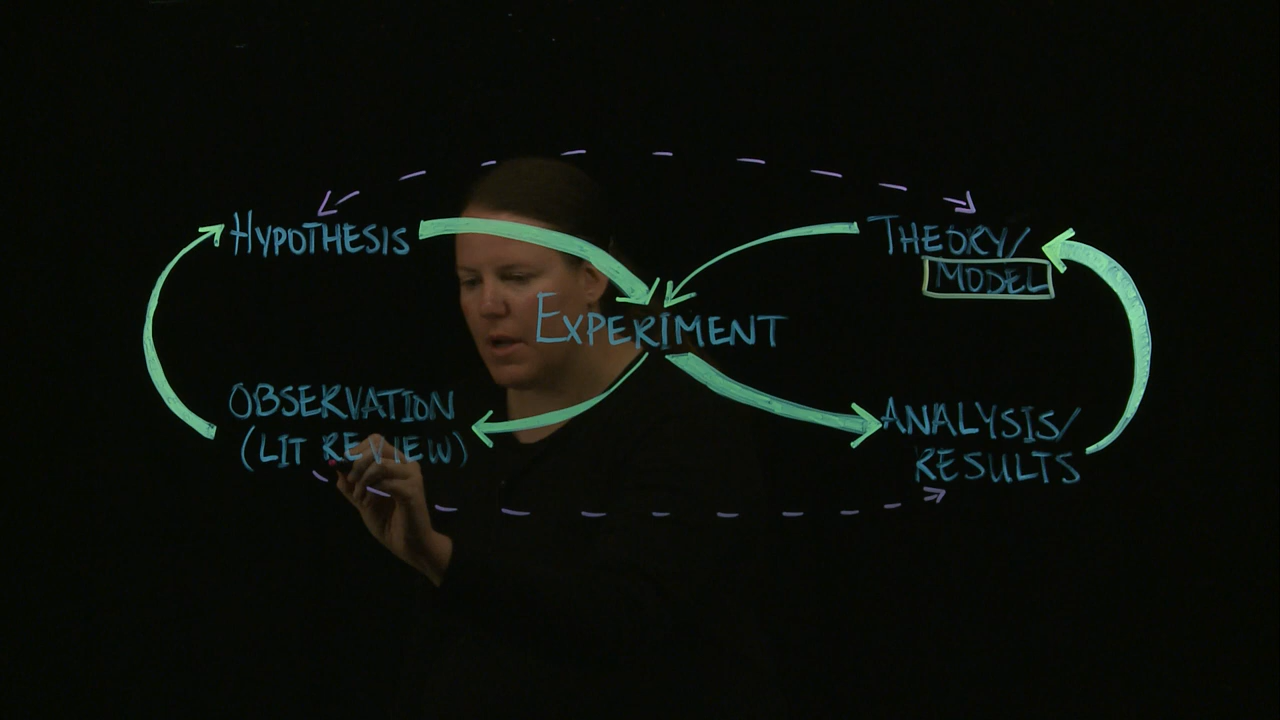 HYPOTHESIS
THEORY/
MODEL
EXPERIMENT
OBSERVATION
(LIT REVIEW)
ANALYSIS/
RESULTS